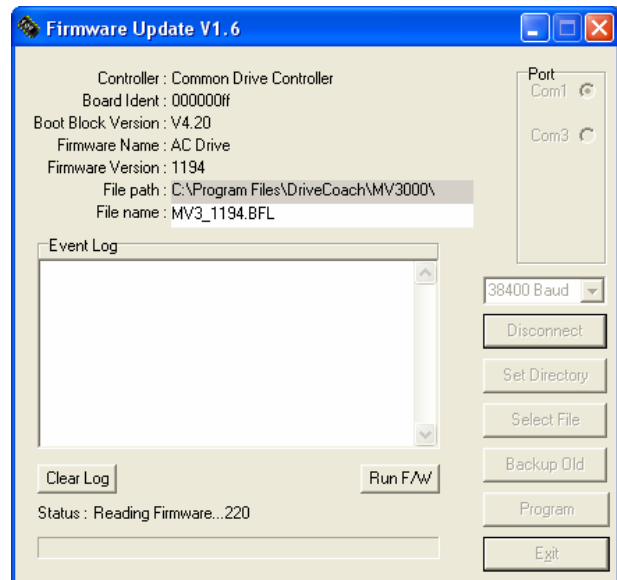 Firmware Update V1.6
Controller : Common Drive Controller
Board Ident : 000000ff
Boot Block Version : V4.20
Firmware Name : AC Drive
Firmware Version : 1194
File path : C:\Program Files\DriveCoach\MV3000\
File name : MV3_1194.BFL
Port
Com1
Com3
Event Log
38400 Baud
Disconnect
Set Directory
Select File
Backup Old
Program
Exit
Clear Log
Run F/W
Status : Reading Firmware...220